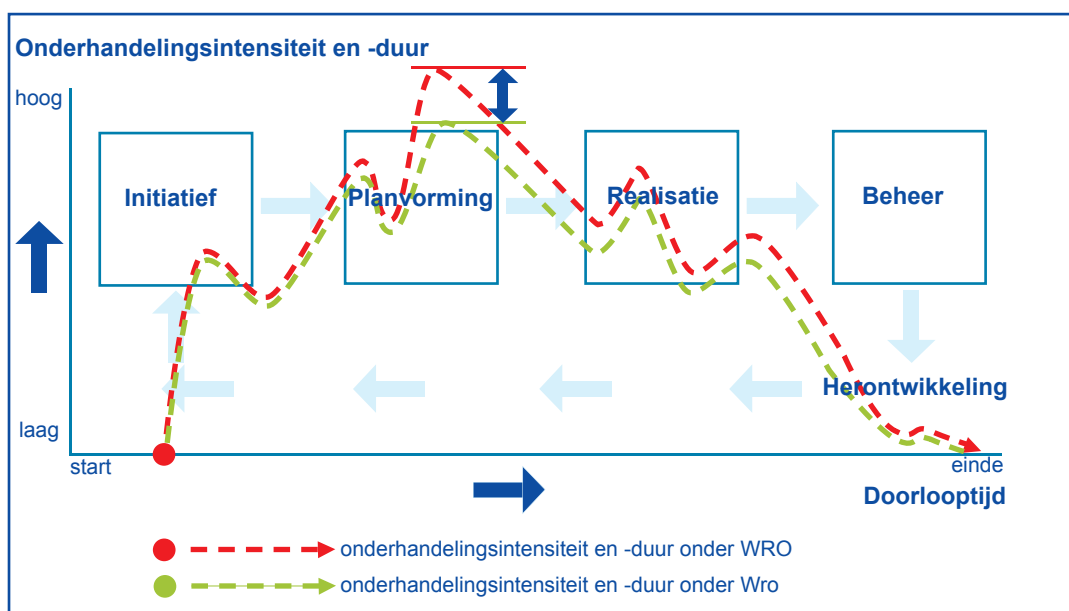 Onderhandelingsintensiteit en -duur
hoog
Initiatief
Planvorming
Realisatie
Beheer
Herontwikkeling
laag
start
einde
Doorlooptijd
onderhandelingsintensiteit en -duur onder WRO
onderhandelingsintensiteit en -duur onder Wro